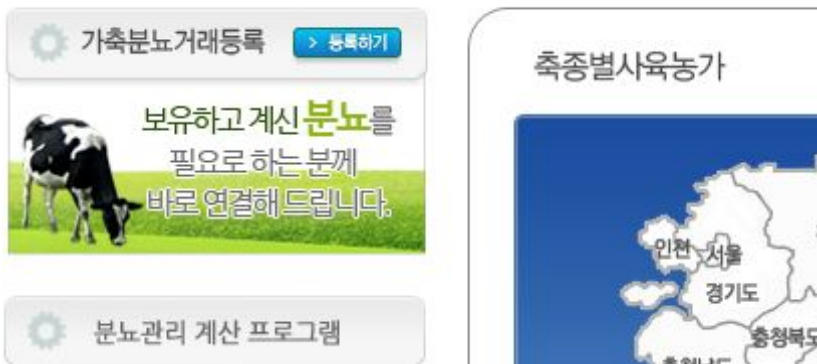 가축분뇨거래등록
> 등록하기
보유하고 계신 분뇨를
필요로 하는 분께
바로 연결해 드립니다.
분뇨관리 계산 프로그램
축종별사육농가
인천
서울
경기도
충청북도